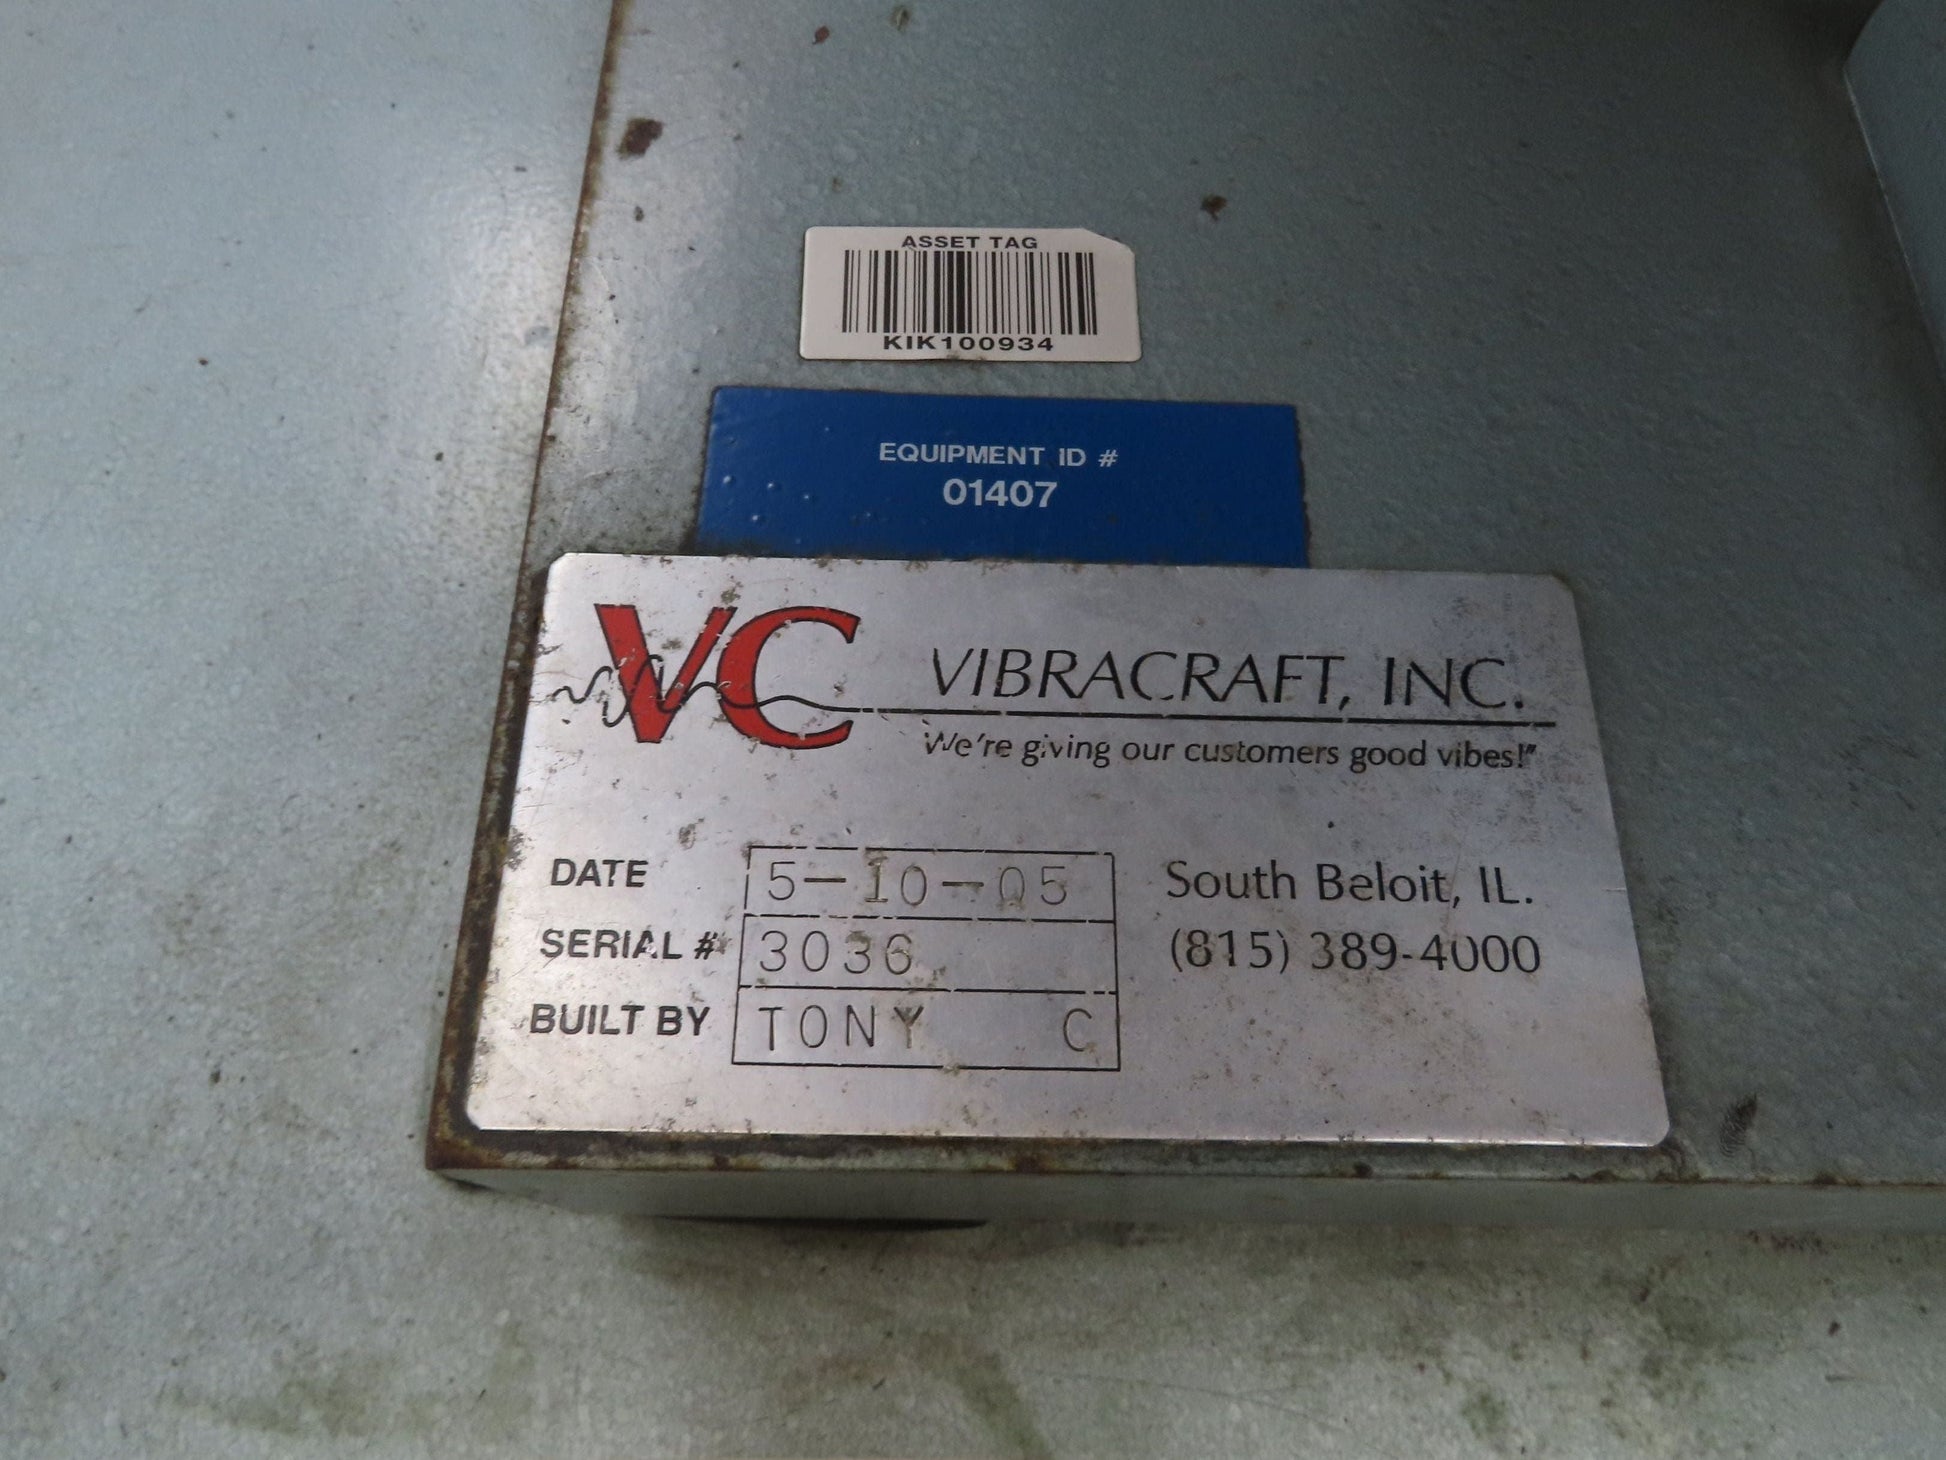 ASSET TAG
KIK100934
EQUIPMENT ID #
01407
VC
VIBRACRAFT, INC.
We're giving our customers good vibes!"
DATE 5-10-05
SERIAL # 3036
BUILT BY TONY C
South Beloit, IL.
(815) 389-4000